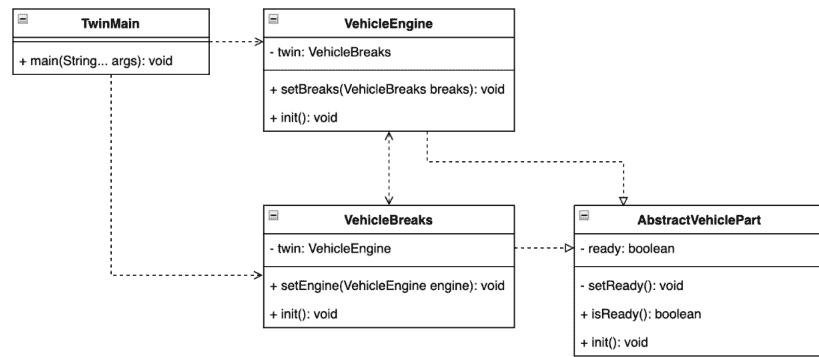 TwinMain
+ main(String... args): void
VehicleEngine
- twin: VehicleBreaks
+ setBreaks(VehicleBreaks breaks): void
+ init(): void
VehicleBreaks
- twin: VehicleEngine
+ setEngine(VehicleEngine engine): void
+ init(): void
AbstractVehiclePart
- ready: boolean
- setReady(): void
+ isReady(): boolean
+ init(): void